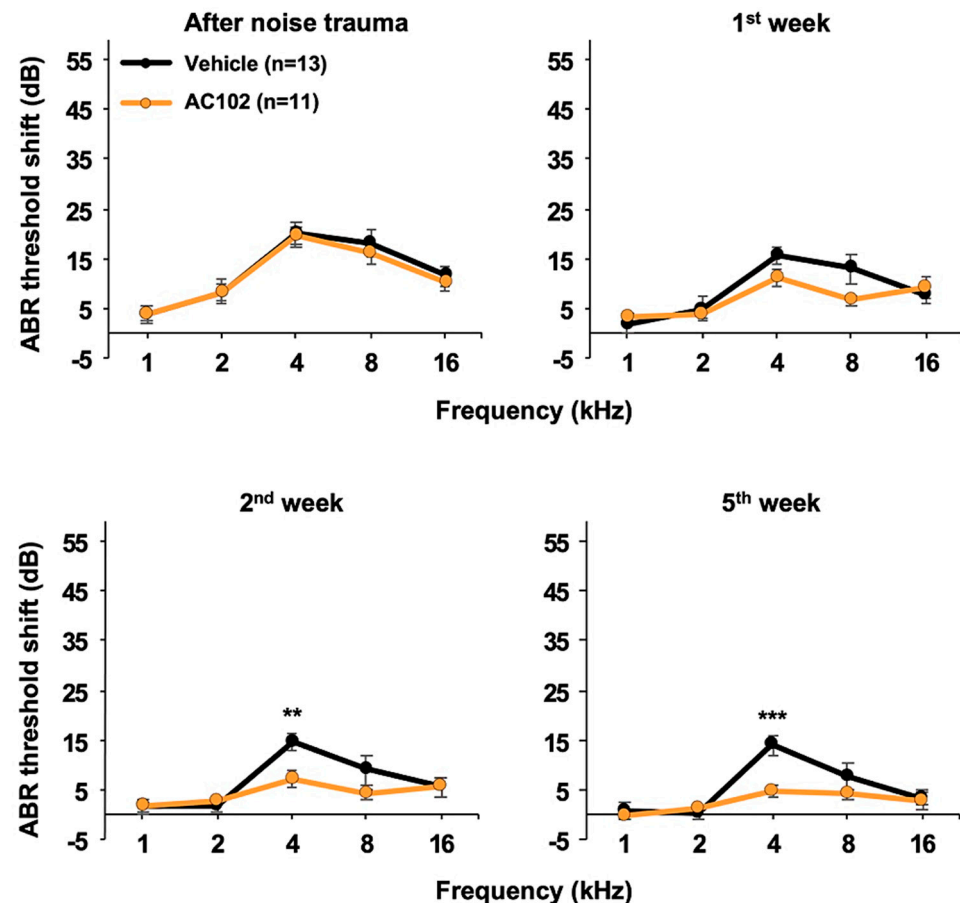 After noise trauma
ABR threshold shift (dB)
55
45
35
25
15
5
-5
Vehicle (n=13)
AC102 (n=11)
1 2 4 8 16
1st week
55
45
35
25
15
5
-5
1 2 4 8 16
Frequency (kHz)
2nd week
ABR threshold shift (dB)
55
45
35
25
15
5
-5
**
1 2 4 8 16
Frequency (kHz)
5th week
55
45
35
25
15
5
-5
***
1 2 4 8 16
Frequency (kHz)